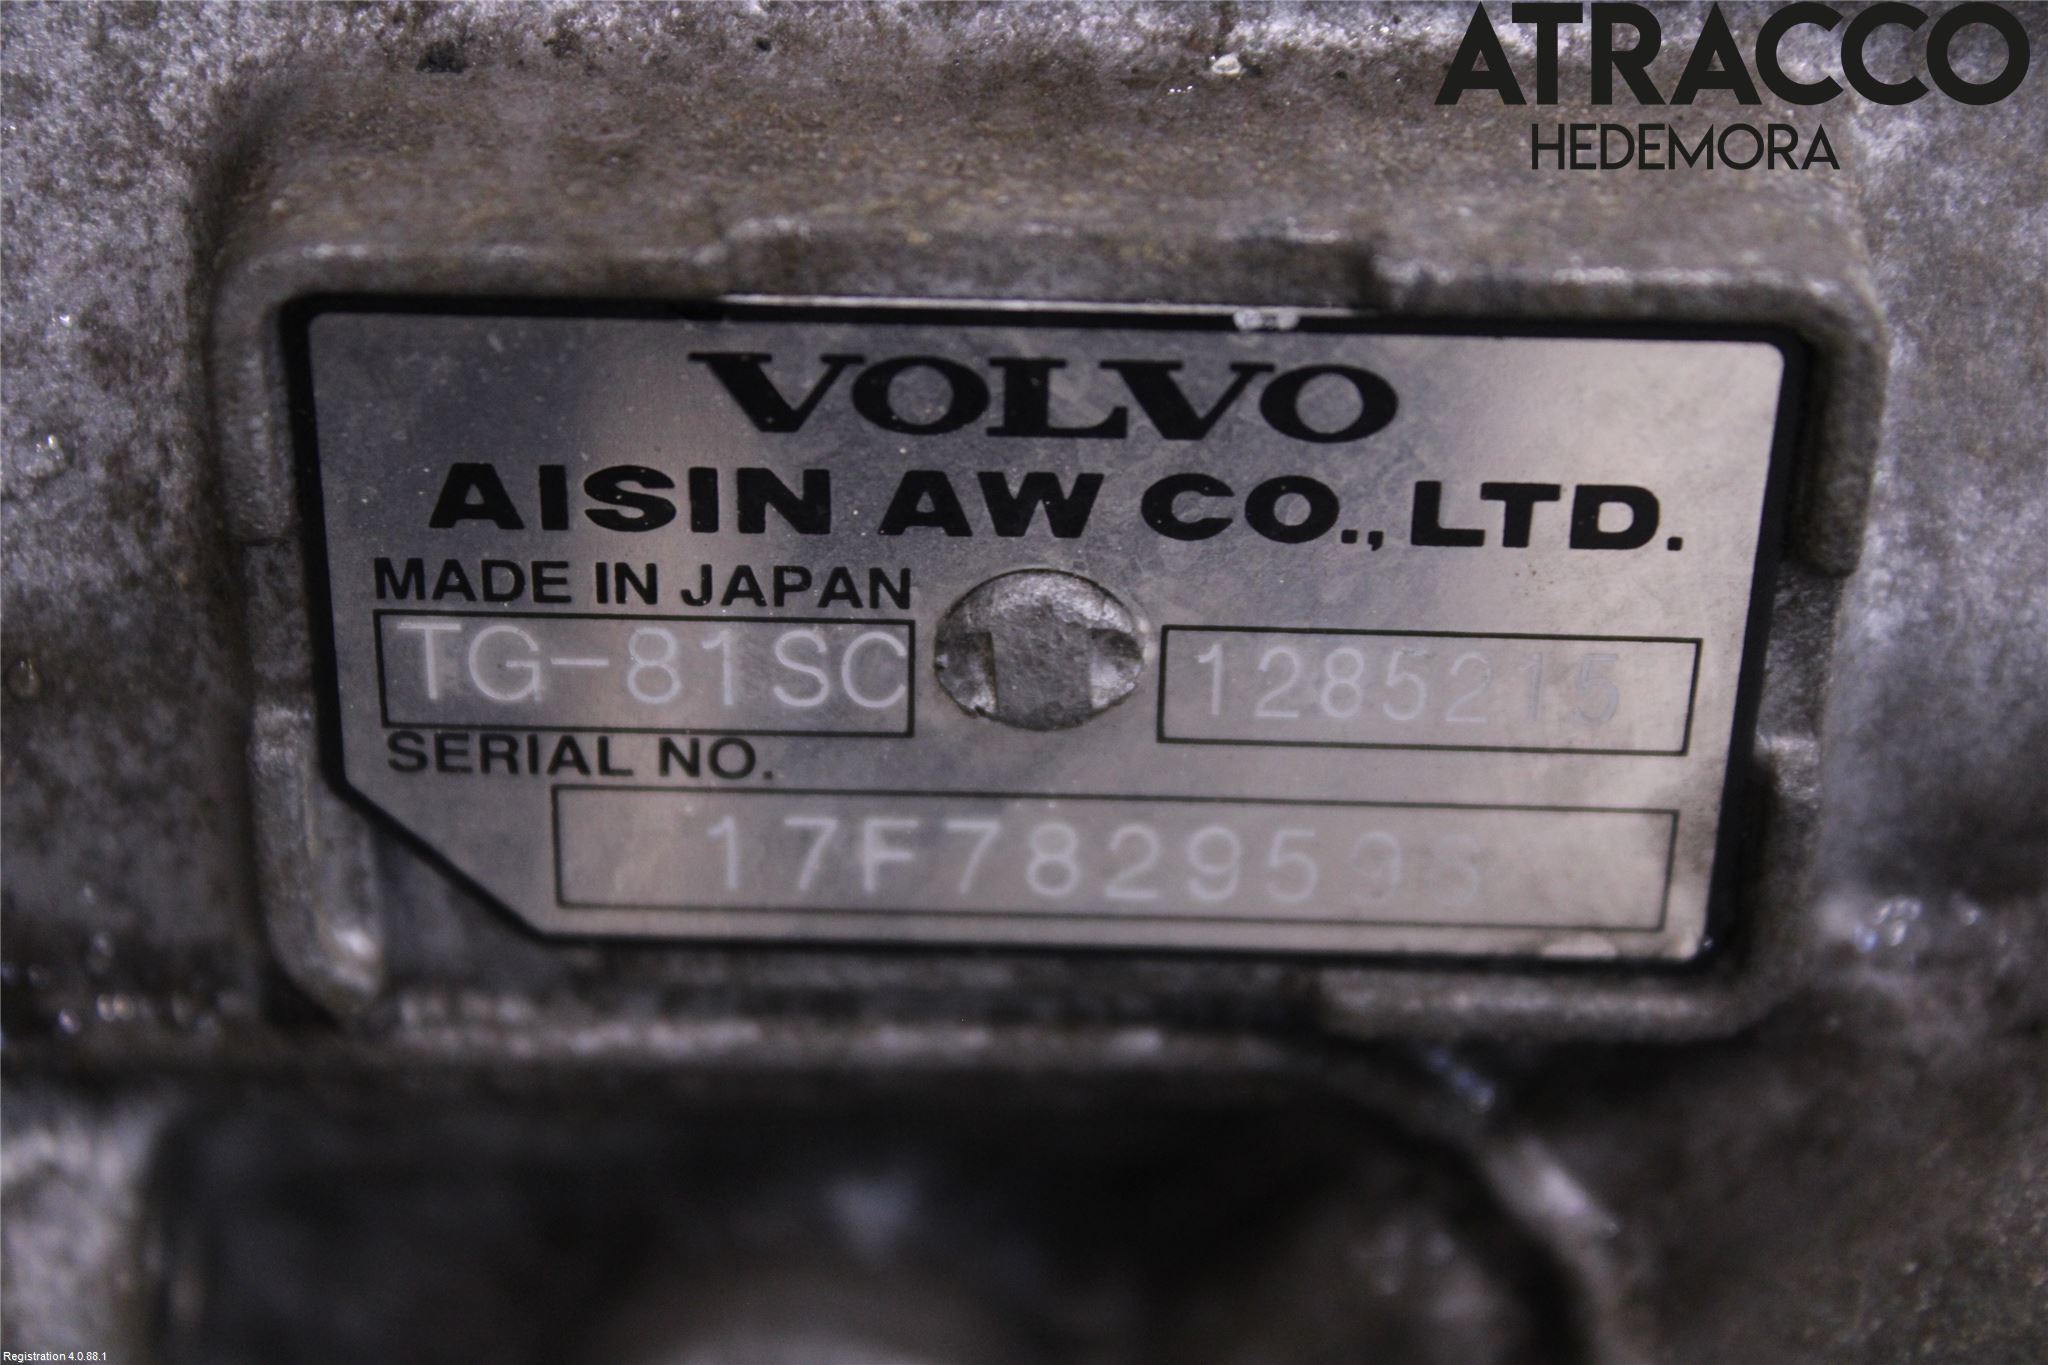 ATRACCO
HEDEMORA
VOLVO
AISIN AW CO., LTD.
MADE IN JAPAN
TG-81SC 1285215
SERIAL NO.
Registration 4.0.88.1